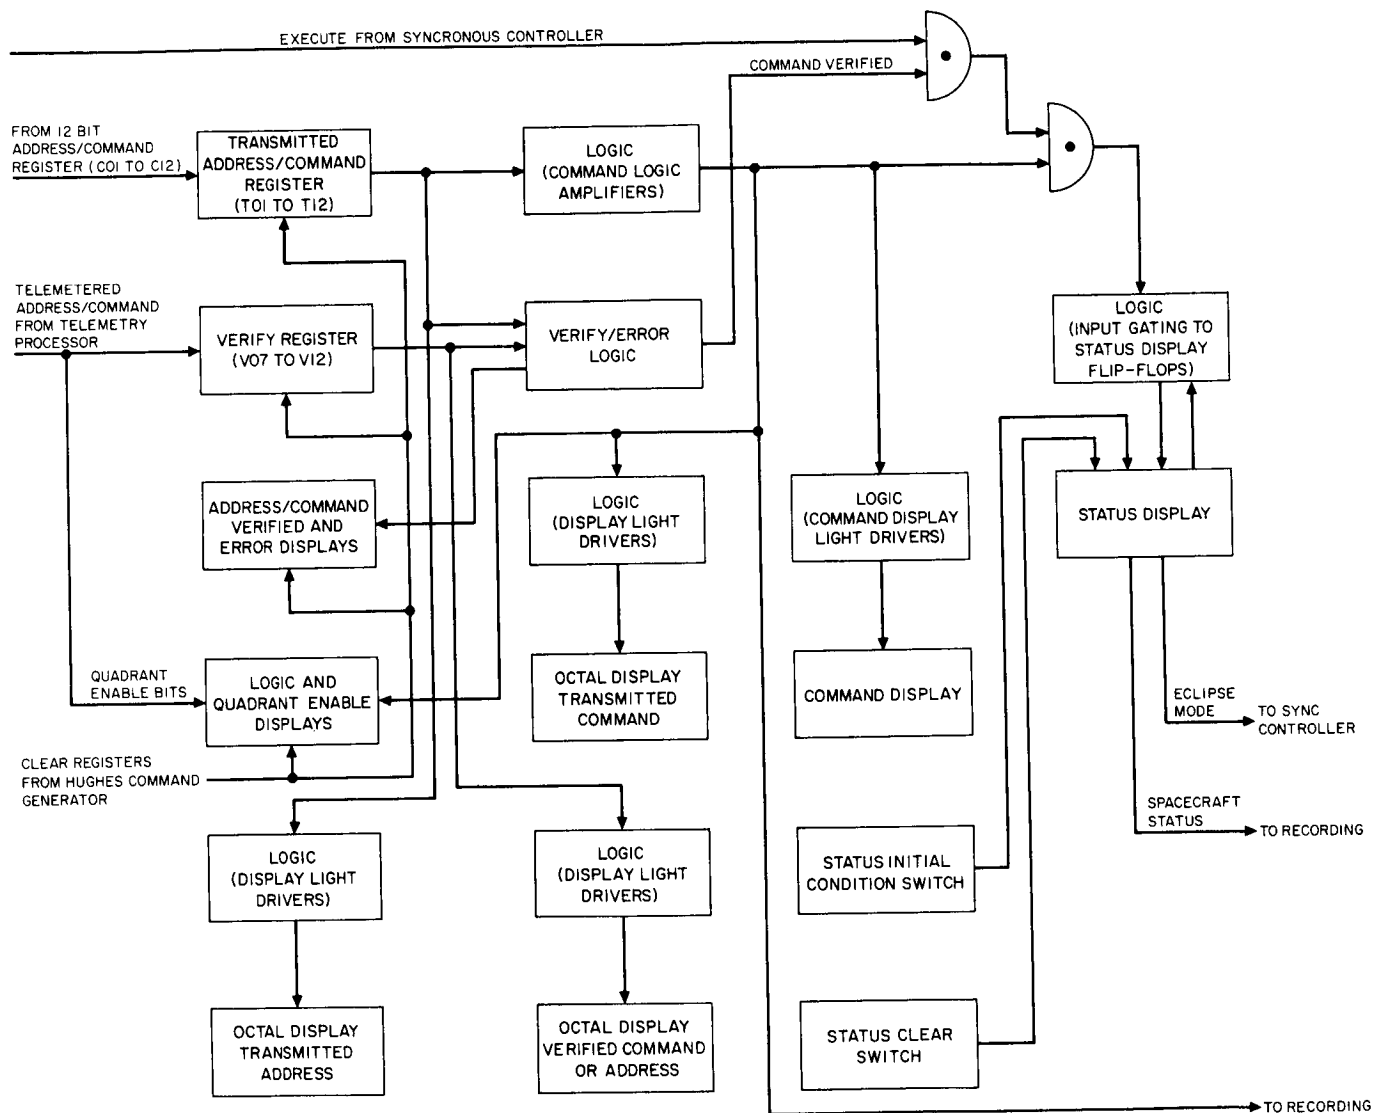 EXECUTE FROM SYNCRONOUS CONTROLLER
COMMAND VERIFIED
FROM 12 BIT
ADDRESS/COMMAND
REGISTER (C01 TO C12)
TRANSMITTED
ADDRESS/COMMAND
REGISTER
(T01 TO T12)
LOGIC
(COMMAND LOGIC
AMPLIFIERS)
TELEMETERED
ADDRESS/COMMAND
FROM TELEMETRY
PROCESSOR
VERIFY REGISTER
(V07 TO V12)
VERIFY/ERROR
LOGIC
LOGIC
(INPUT GATING TO
STATUS DISPLAY
FLIP-FLOPS)
ADDRESS/COMMAND
VERIFIED AND
ERROR DISPLAYS
LOGIC
(DISPLAY LIGHT
DRIVERS)
LOGIC
(COMMAND DISPLAY
LIGHT DRIVERS)
STATUS DISPLAY
QUADRANT
ENABLE BITS
LOGIC AND
QUADRANT ENABLE
DISPLAYS
OCTAL DISPLAY
TRANSMITTED
COMMAND
COMMAND DISPLAY
ECLIPSE
MODE
TO SYNC
CONTROLLER
CLEAR REGISTERS
FROM HUGHES COMMAND
GENERATOR
SPACECRAFT
STATUS
TO RECORDING
LOGIC
(DISPLAY LIGHT
DRIVERS)
LOGIC
(DISPLAY LIGHT
DRIVERS)
STATUS INITIAL
CONDITION SWITCH
OCTAL DISPLAY
TRANSMITTED
ADDRESS
OCTAL DISPLAY
VERIFIED COMMAND
OR ADDRESS
STATUS CLEAR
SWITCH
TO RECORDING